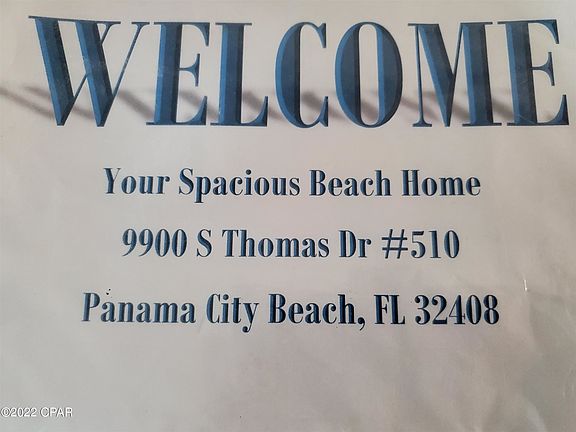 WELCOME
Your Spacious Beach Home
9900 S Thomas Dr #510
Panama City Beach, FL 32408
©2022 CPAR